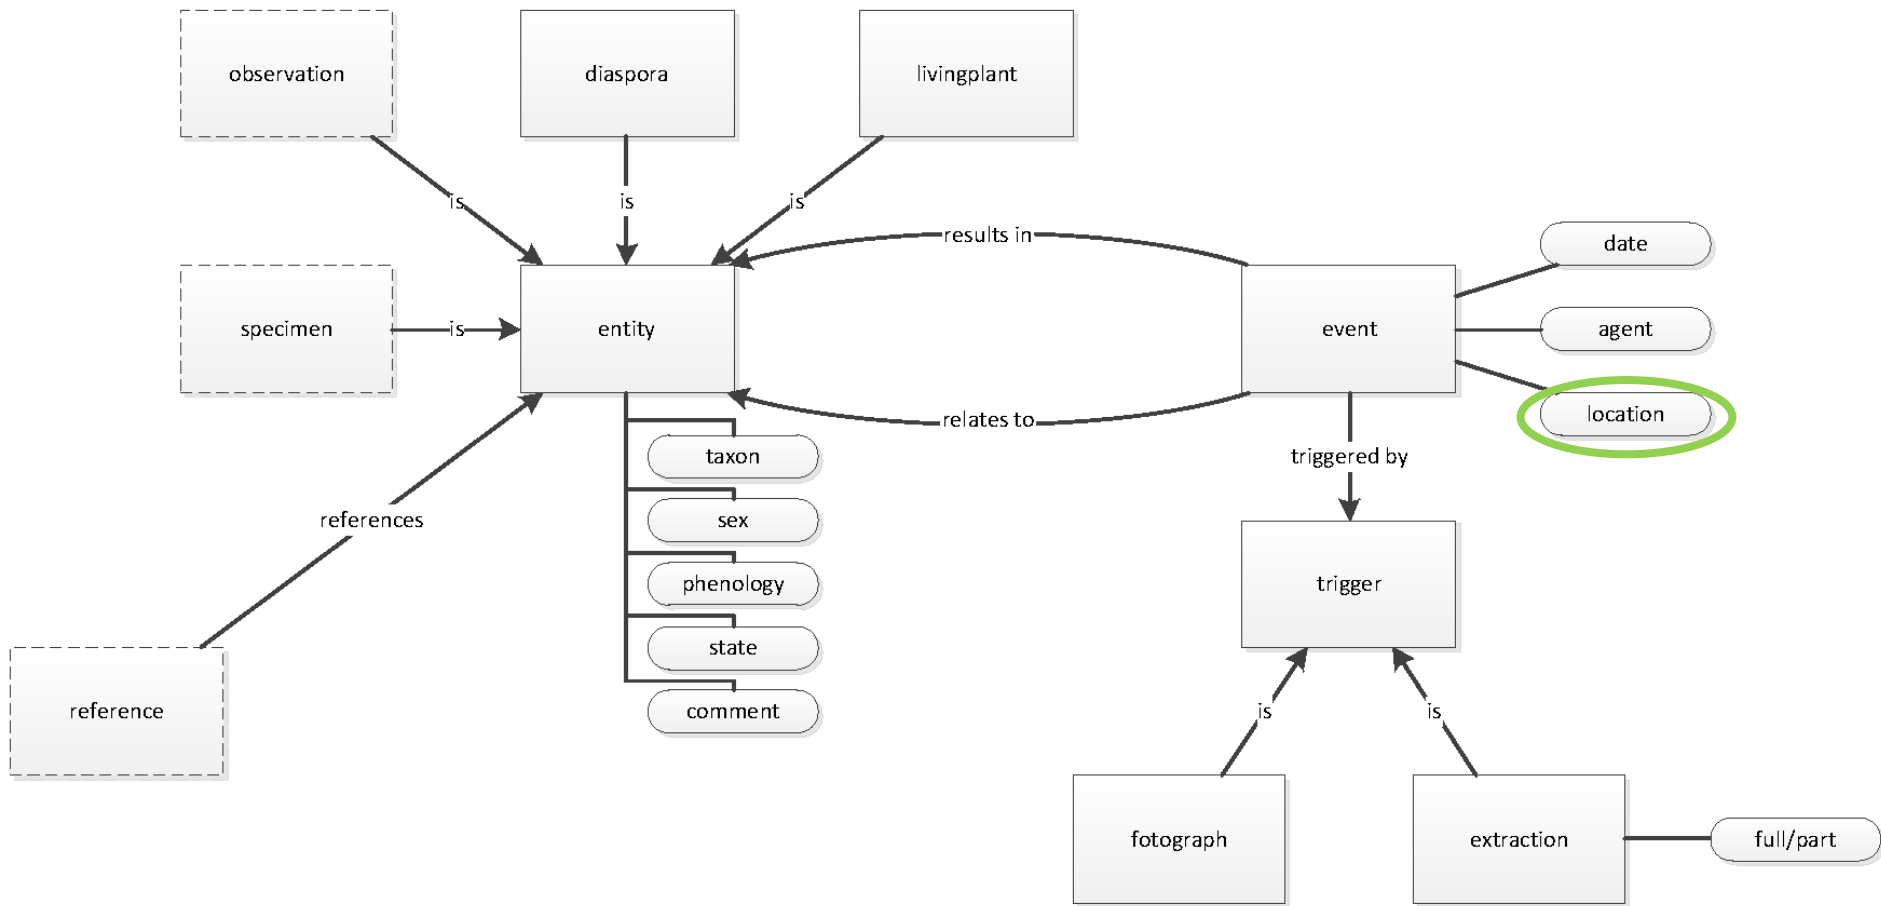 observation
diaspora
livingplant
is
is
is
results in
date
specimen
is
entity
event
agent
location
relates to
taxon
triggered by
references
sex
phenology
trigger
state
reference
comment
is
is
fotograph
extraction
full/part